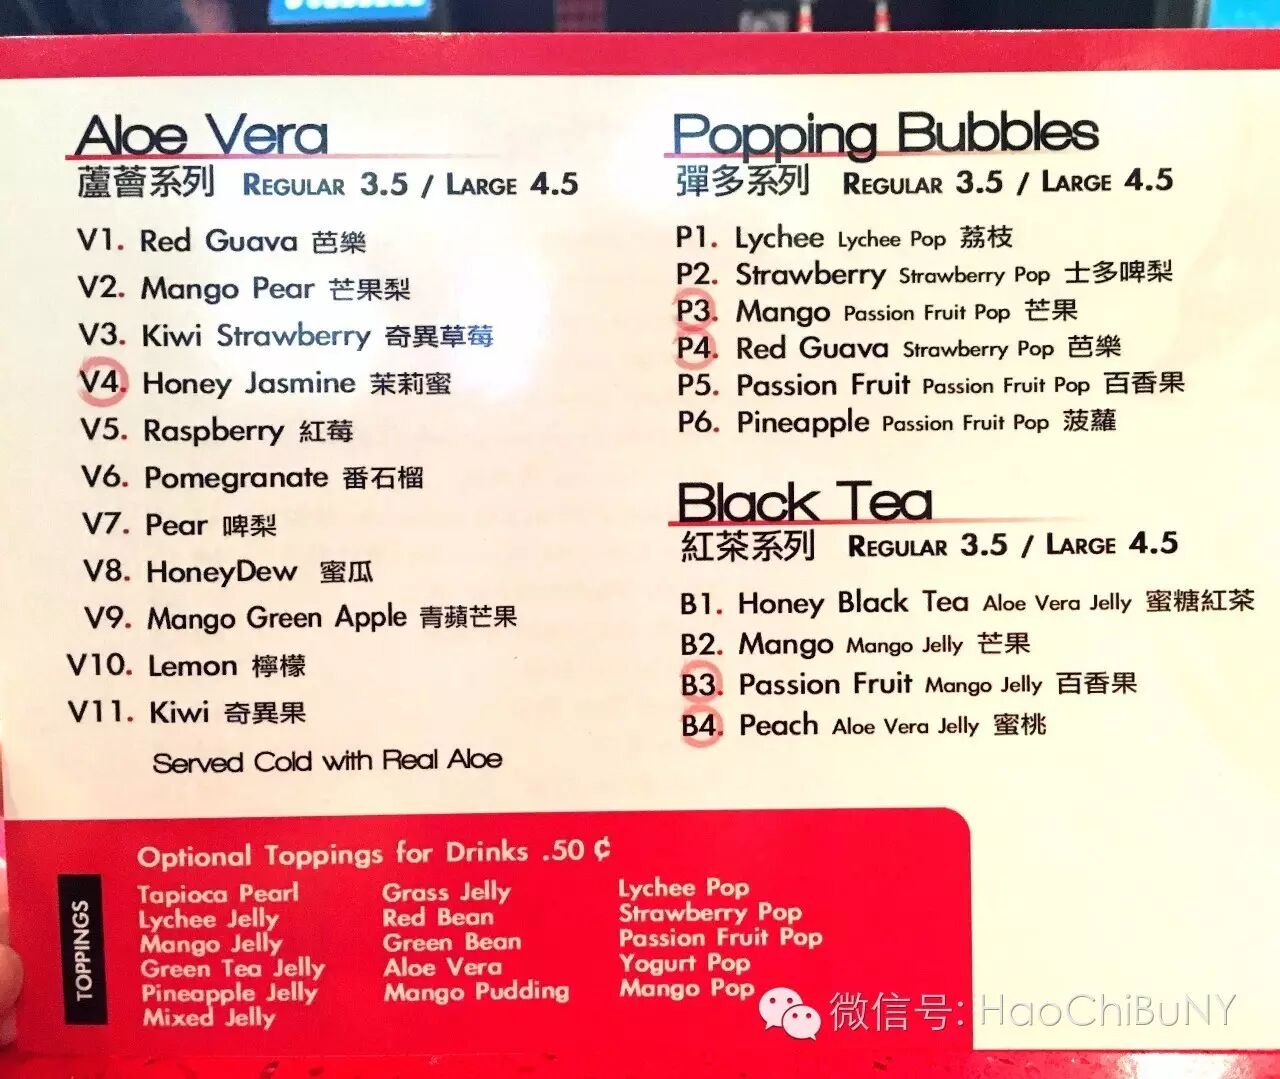 Aloe Vera
蘆薈系列 REGULAR 3.5 / LARGE 4.5
V1. Red Guava 芭樂
V2. Mango Pear 芒果梨
V3. Kiwi Strawberry 奇異草莓
V4. Honey Jasmine 茉莉蜜
V5. Raspberry 紅莓
V6. Pomegranate 番石榴
V7. Pear 啤梨
V8. HoneyDew 蜜瓜
V9. Mango Green Apple 青蘋芒果
V10. Lemon 檸檬
V11. Kiwi 奇異果
Served Cold with Real Aloe
Popping Bubbles
彈多系列 REGULAR 3.5 / LARGE 4.5
P1. Lychee Lychee Pop 荔枝
P2. Strawberry Strawberry Pop 士多啤梨
P3. Mango Passion Fruit Pop 芒果
P4. Red Guava Strawberry Pop 芭樂
P5. Passion Fruit Passion Fruit Pop 百香果
P6. Pineapple Passion Fruit Pop 菠蘿
Black Tea
紅茶系列 REGULAR 3.5 / LARGE 4.5
B1. Honey Black Tea Aloe Vera Jelly 蜜糖紅茶
B2. Mango Mango Jelly 芒果
B3. Passion Fruit Mango Jelly 百香果
B4. Peach Aloe Vera Jelly 蜜桃
TOPPINGS
Optional Toppings for Drinks .50 ¢
Tapioca Pearl
Lychee Jelly
Mango Jelly
Green Tea Jelly
Pineapple Jelly
Mixed Jelly
Grass Jelly
Red Bean
Green Bean
Aloe Vera
Mango Pudding
Lychee Pop
Strawberry Pop
Passion Fruit Pop
Yogurt Pop
Mango Pop
微信号: HaoChiBuNY